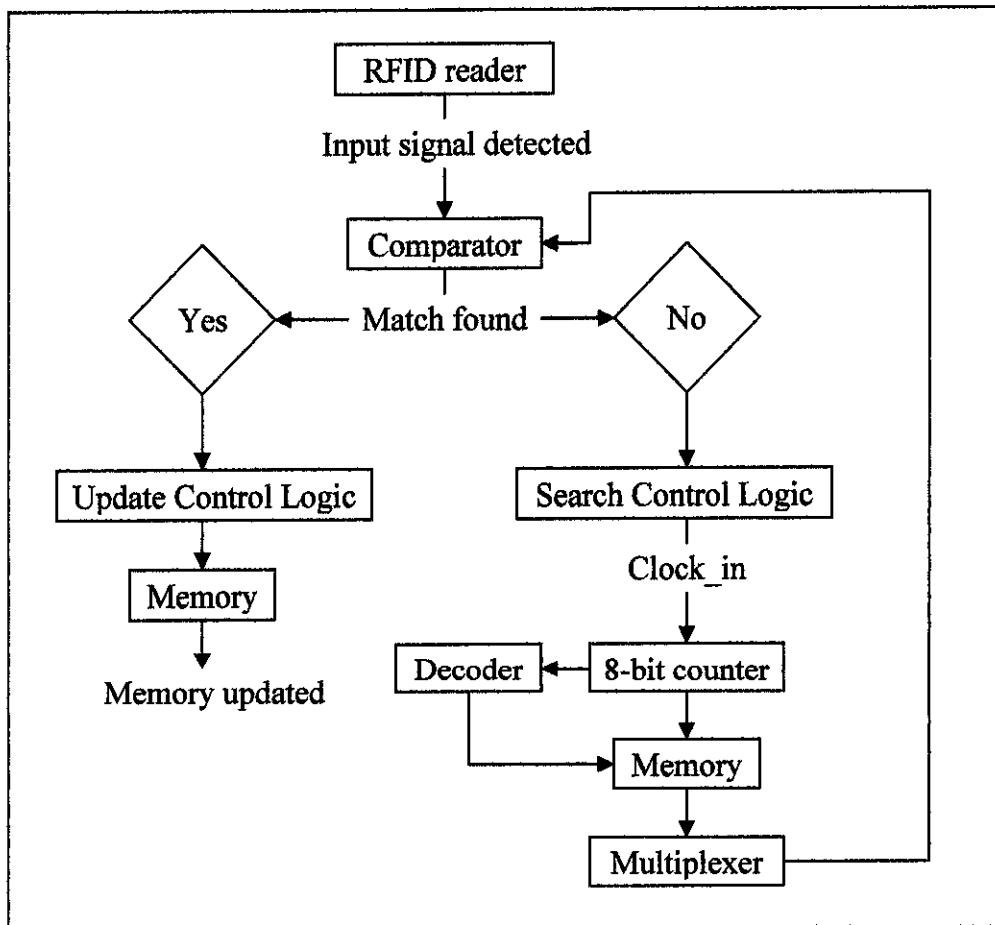 RFID reader
Input signal detected
Comparator
Yes
Match found
No
Update Control Logic
Search Control Logic
Clock_in
Memory
Decoder
8-bit counter
Memory updated
Memory
Multiplexer